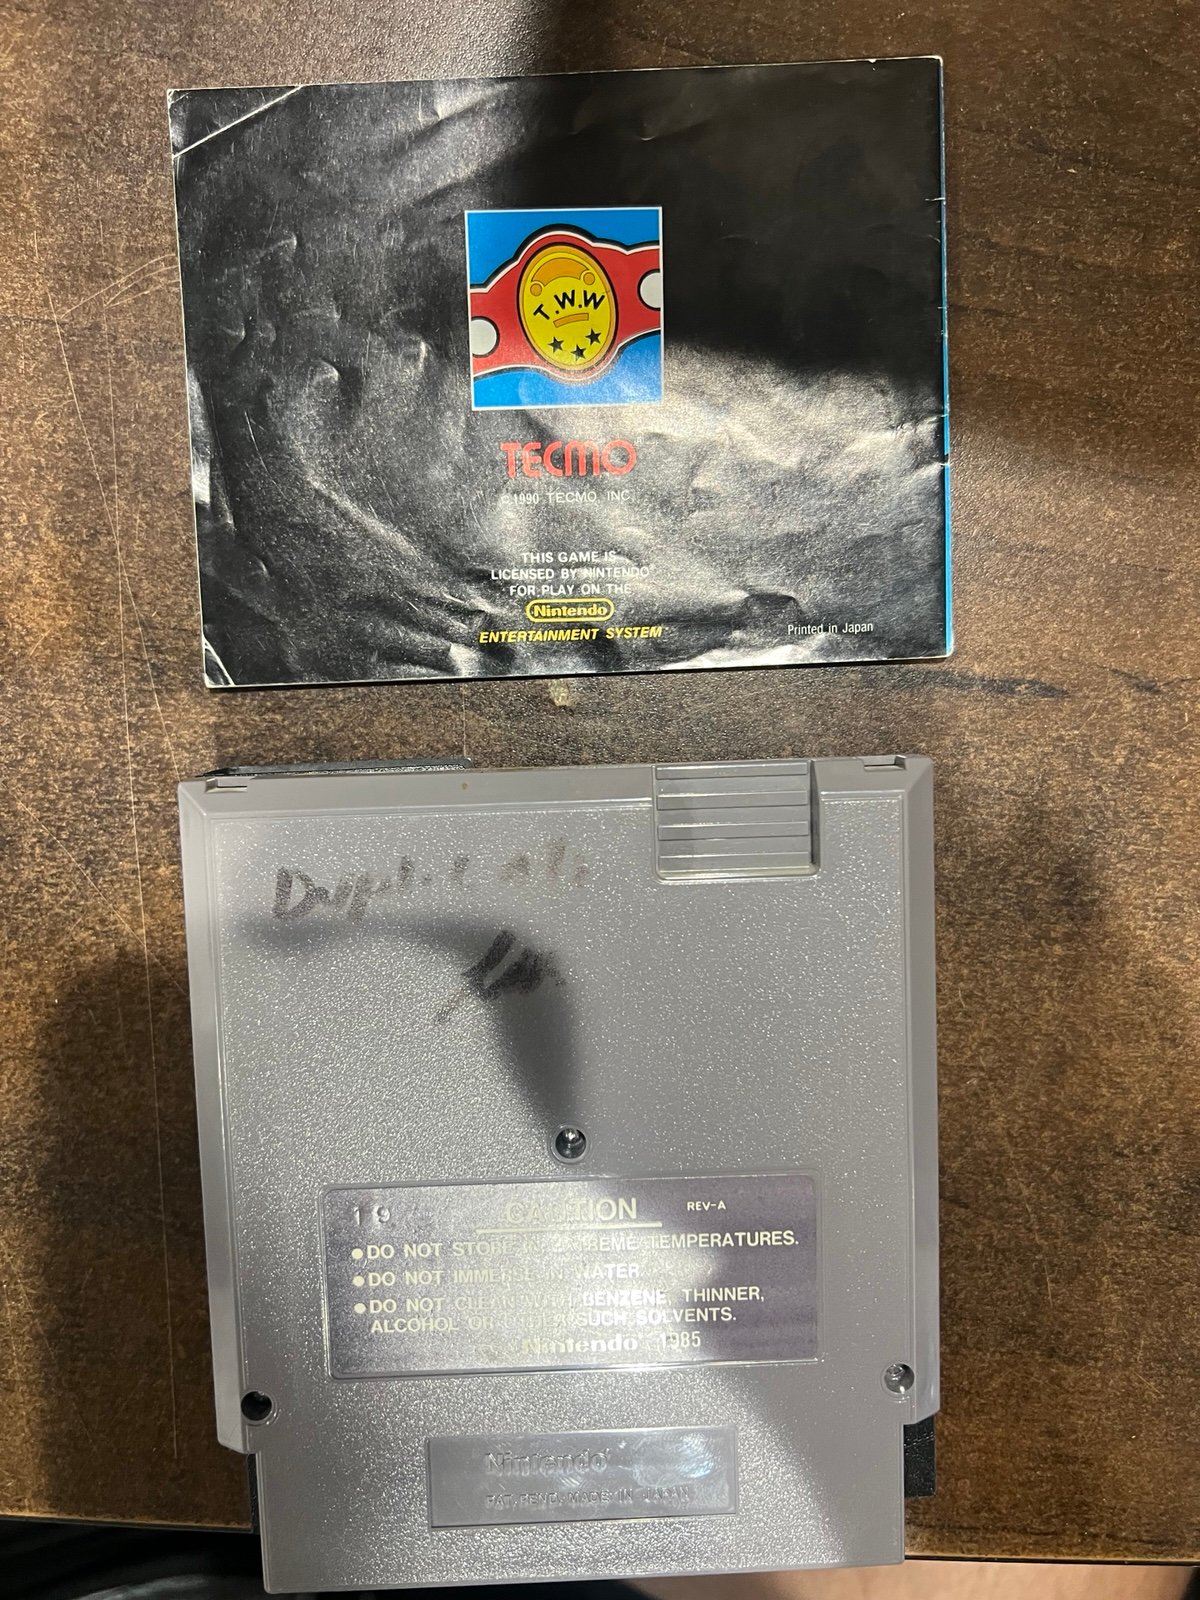 T.W.W
TECMO
©1990 TECMO, INC.
THIS GAME IS
LICENSED BY NINTENDO®
FOR PLAY ON THE
Nintendo
ENTERTAINMENT SYSTEM
Printed in Japan
19 CAUTION REV-A
●DO NOT STORE IN EXTREME TEMPERATURES.
●DO NOT IMMERSE IN WATER.
●DO NOT CLEAN WITH BENZENE, THINNER,
ALCOHOL OR OTHER SUCH SOLVENTS.
Nintendo® 1985
Nintendo®
PAT. PEND. MADE IN JAPAN